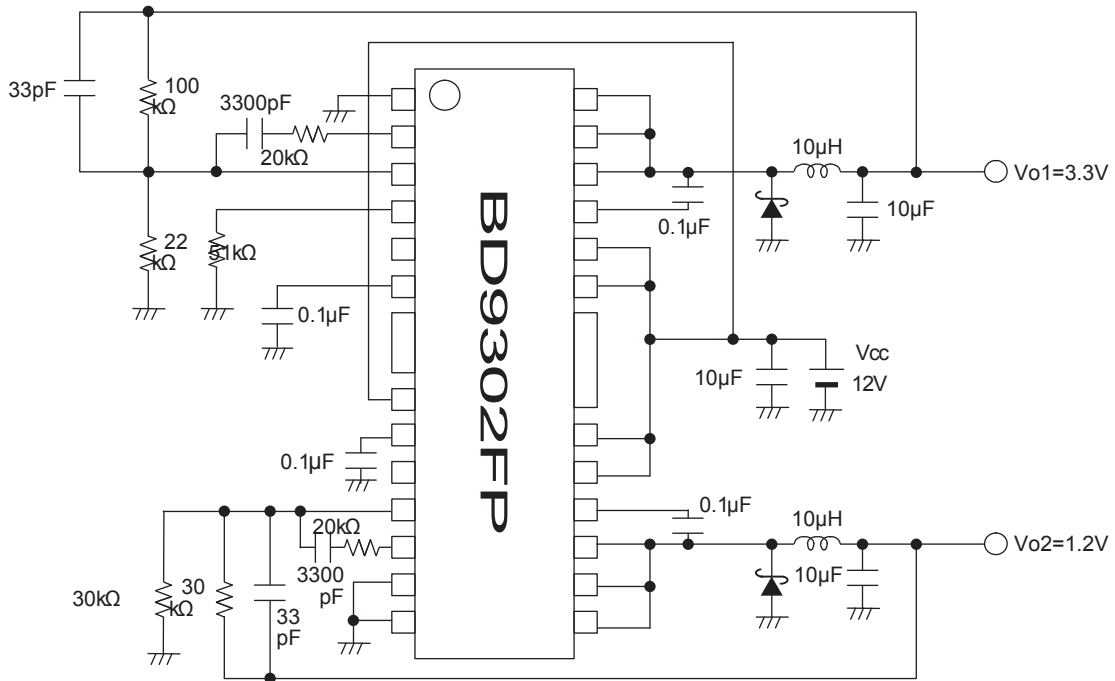 33pF
100
kΩ
3300pF
20kΩ
22
kΩ
51kΩ
0.1µF
0.1µF
20kΩ
3300
pF
30kΩ
30
kΩ
33
pF
BD9302FP
10µH
Vo1=3.3V
0.1µF
10µF
Vcc
10µF
12V
0.1µF
10µH
Vo2=1.2V
10µF